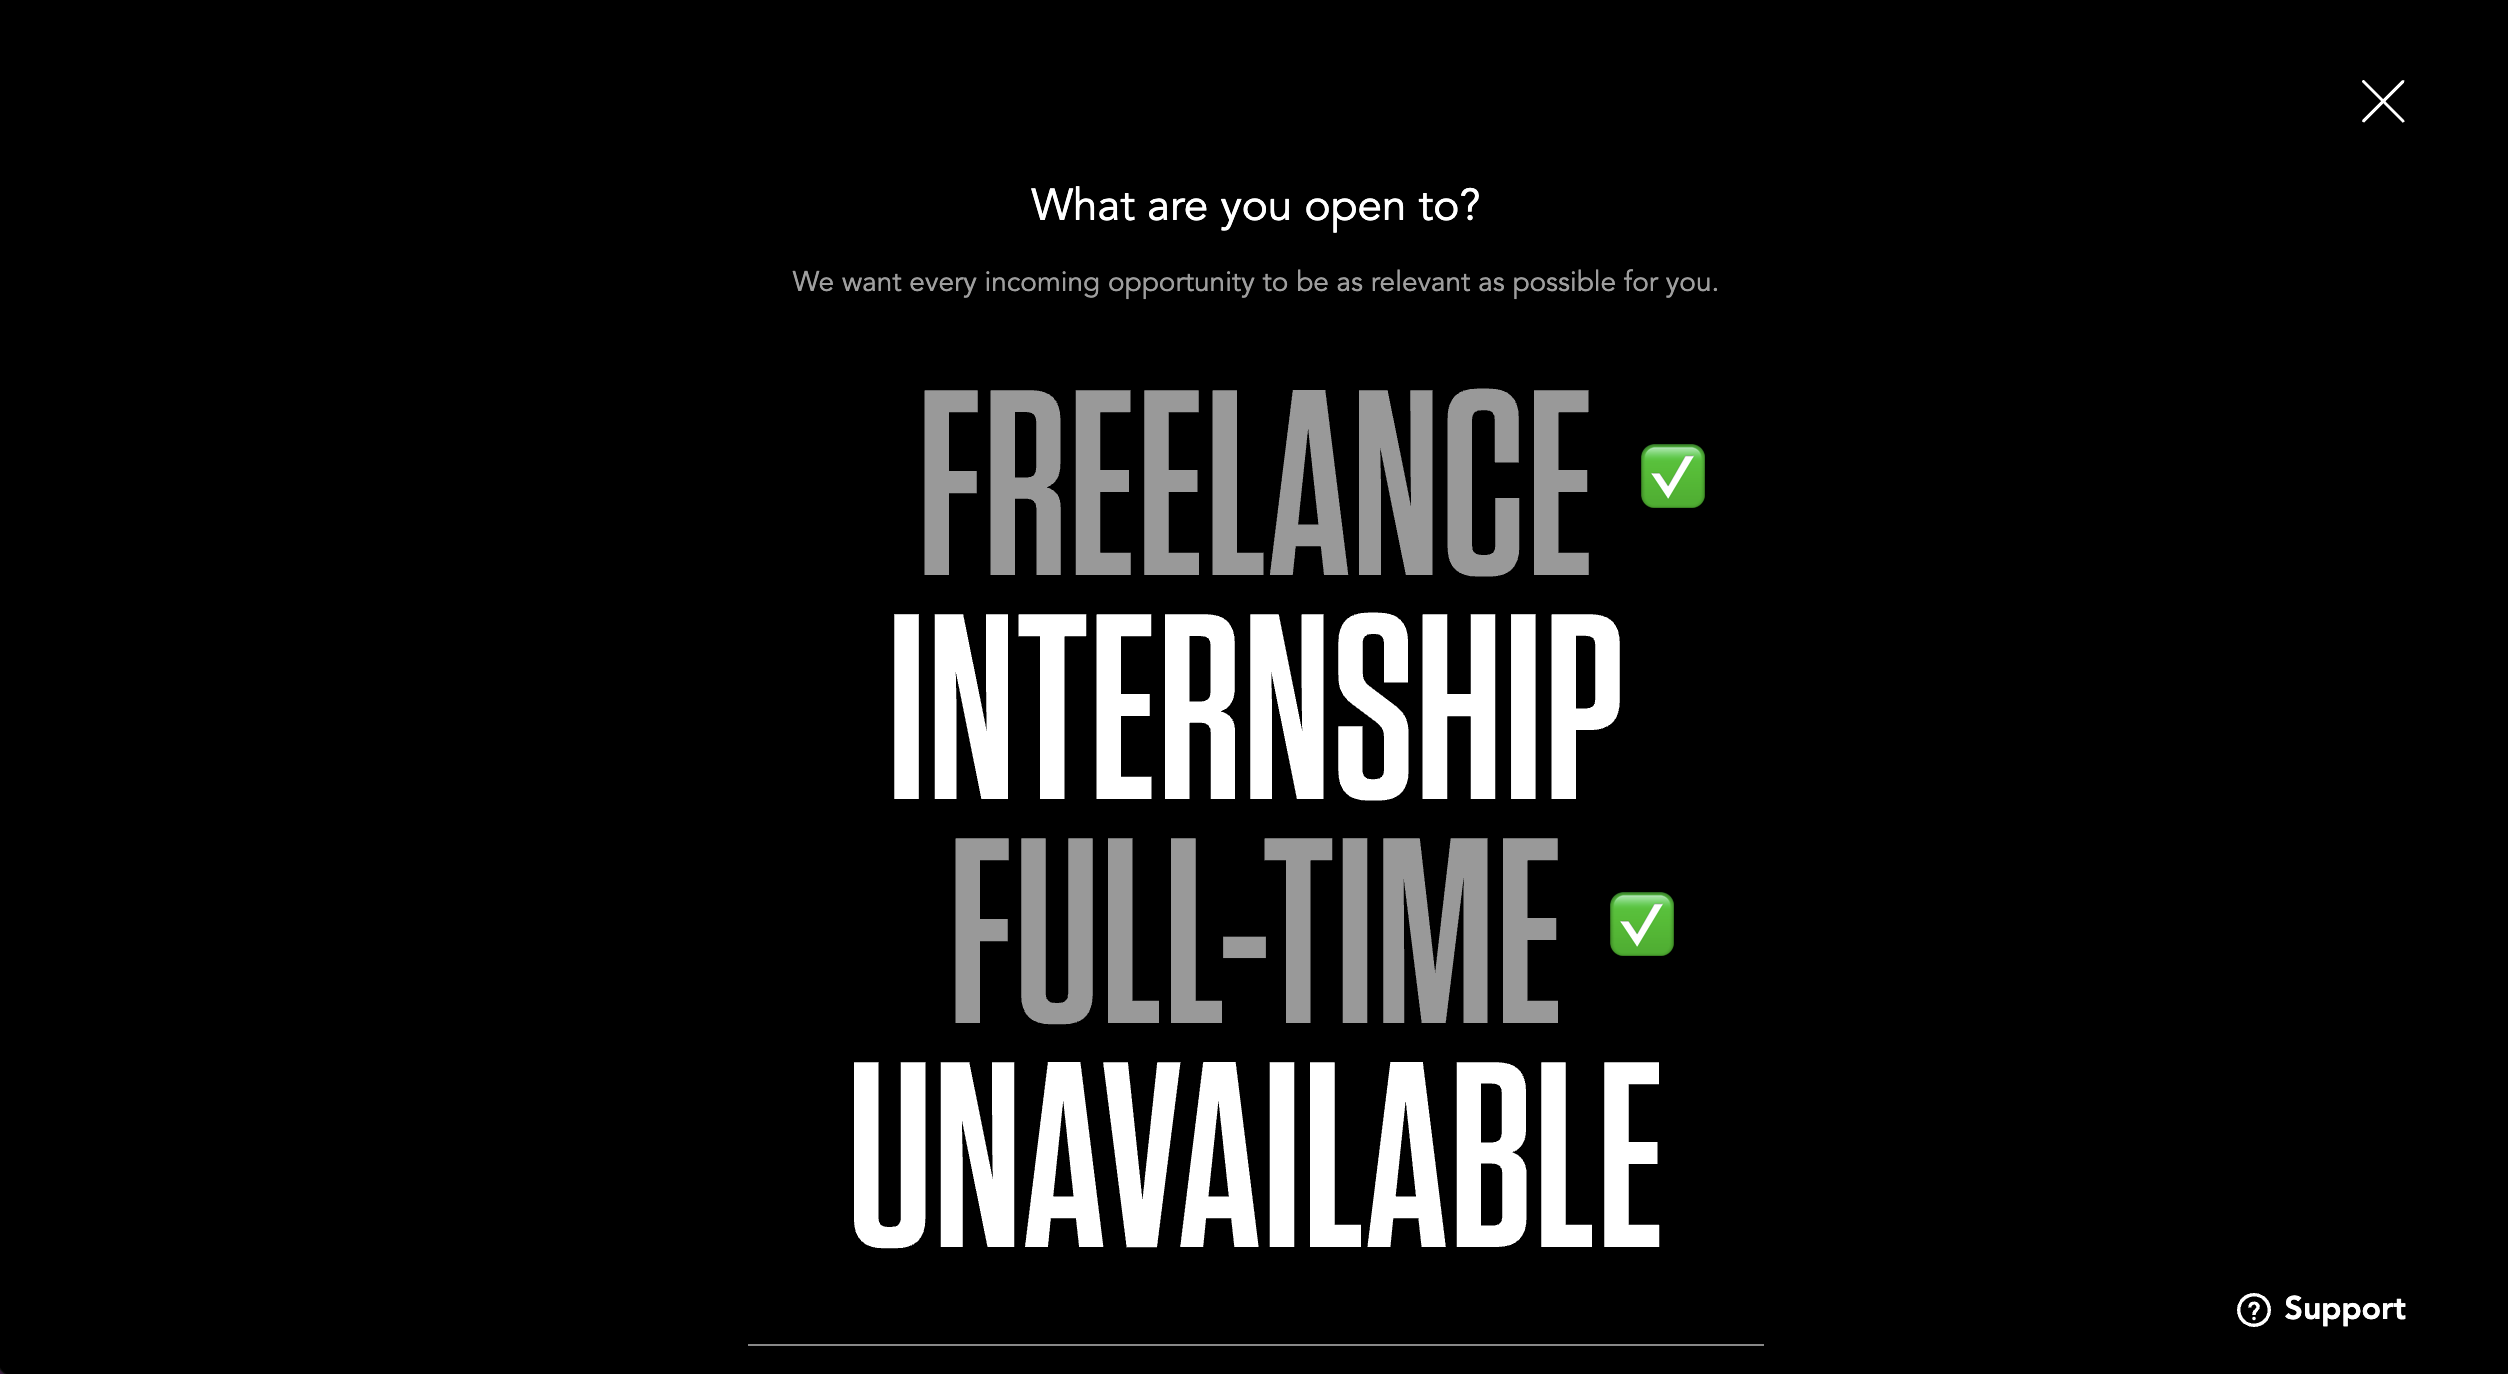 What are you open to?
We want every incoming opportunity to be as relevant as possible for you.
FREELANCE ✅
INTERNSHIP
FULL-TIME ✅
UNAVAILABLE
Support